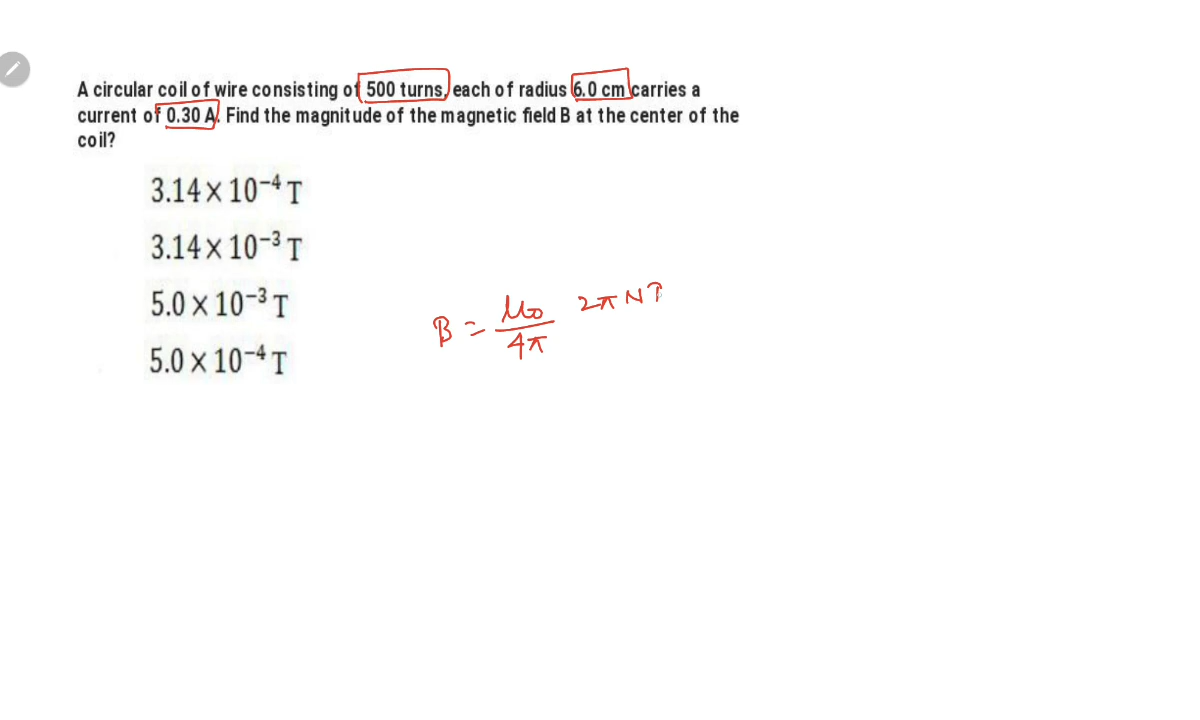 A circular coil of wire consisting of 500 turns, each of radius 6.0 cm carries a
current of 0.30 A. Find the magnitude of the magnetic field B at the center of the
coil?
3.14 × 10⁻⁴ T
3.14 × 10⁻³ T
5.0 × 10⁻³ T
5.0 × 10⁻⁴ T
B = μ₀/4π 2π N I